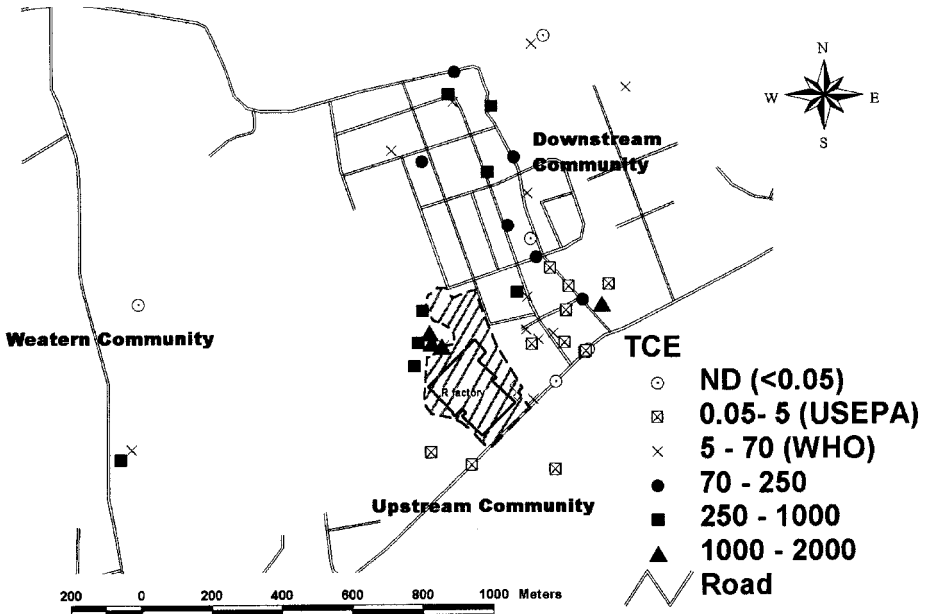 N
W E
S
Downstream
Community
Weatern Community
R factory
Upstream Community
TCE
ND (<0.05)
0.05- 5 (USEPA)
5 - 70 (WHO)
70 - 250
250 - 1000
1000 - 2000
Road
200 0 200 400 600 800 1000 Meters